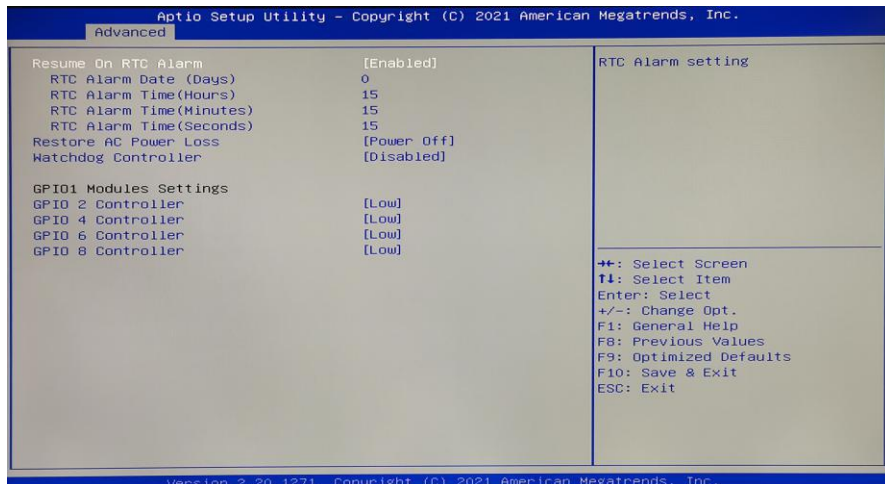 Aptio Setup Utility – Copyright (C) 2021 American Megatrends, Inc.
Advanced
Resume On RTC Alarm [Enabled]
RTC Alarm Date (Days) 0
RTC Alarm Time(Hours) 15
RTC Alarm Time(Minutes) 15
RTC Alarm Time(Seconds) 15
Restore AC Power Loss [Power Off]
Watchdog Controller [Disabled]
GPIO1 Modules Settings
GPIO 2 Controller [Low]
GPIO 4 Controller [Low]
GPIO 6 Controller [Low]
GPIO 8 Controller [Low]
RTC Alarm setting
→←: Select Screen
↑↓: Select Item
Enter: Select
+/-: Change Opt.
F1: General Help
F8: Previous Values
F9: Optimized Defaults
F10: Save & Exit
ESC: Exit
Version 2.20.1271. Copyright (C) 2021 American Megatrends, Inc.